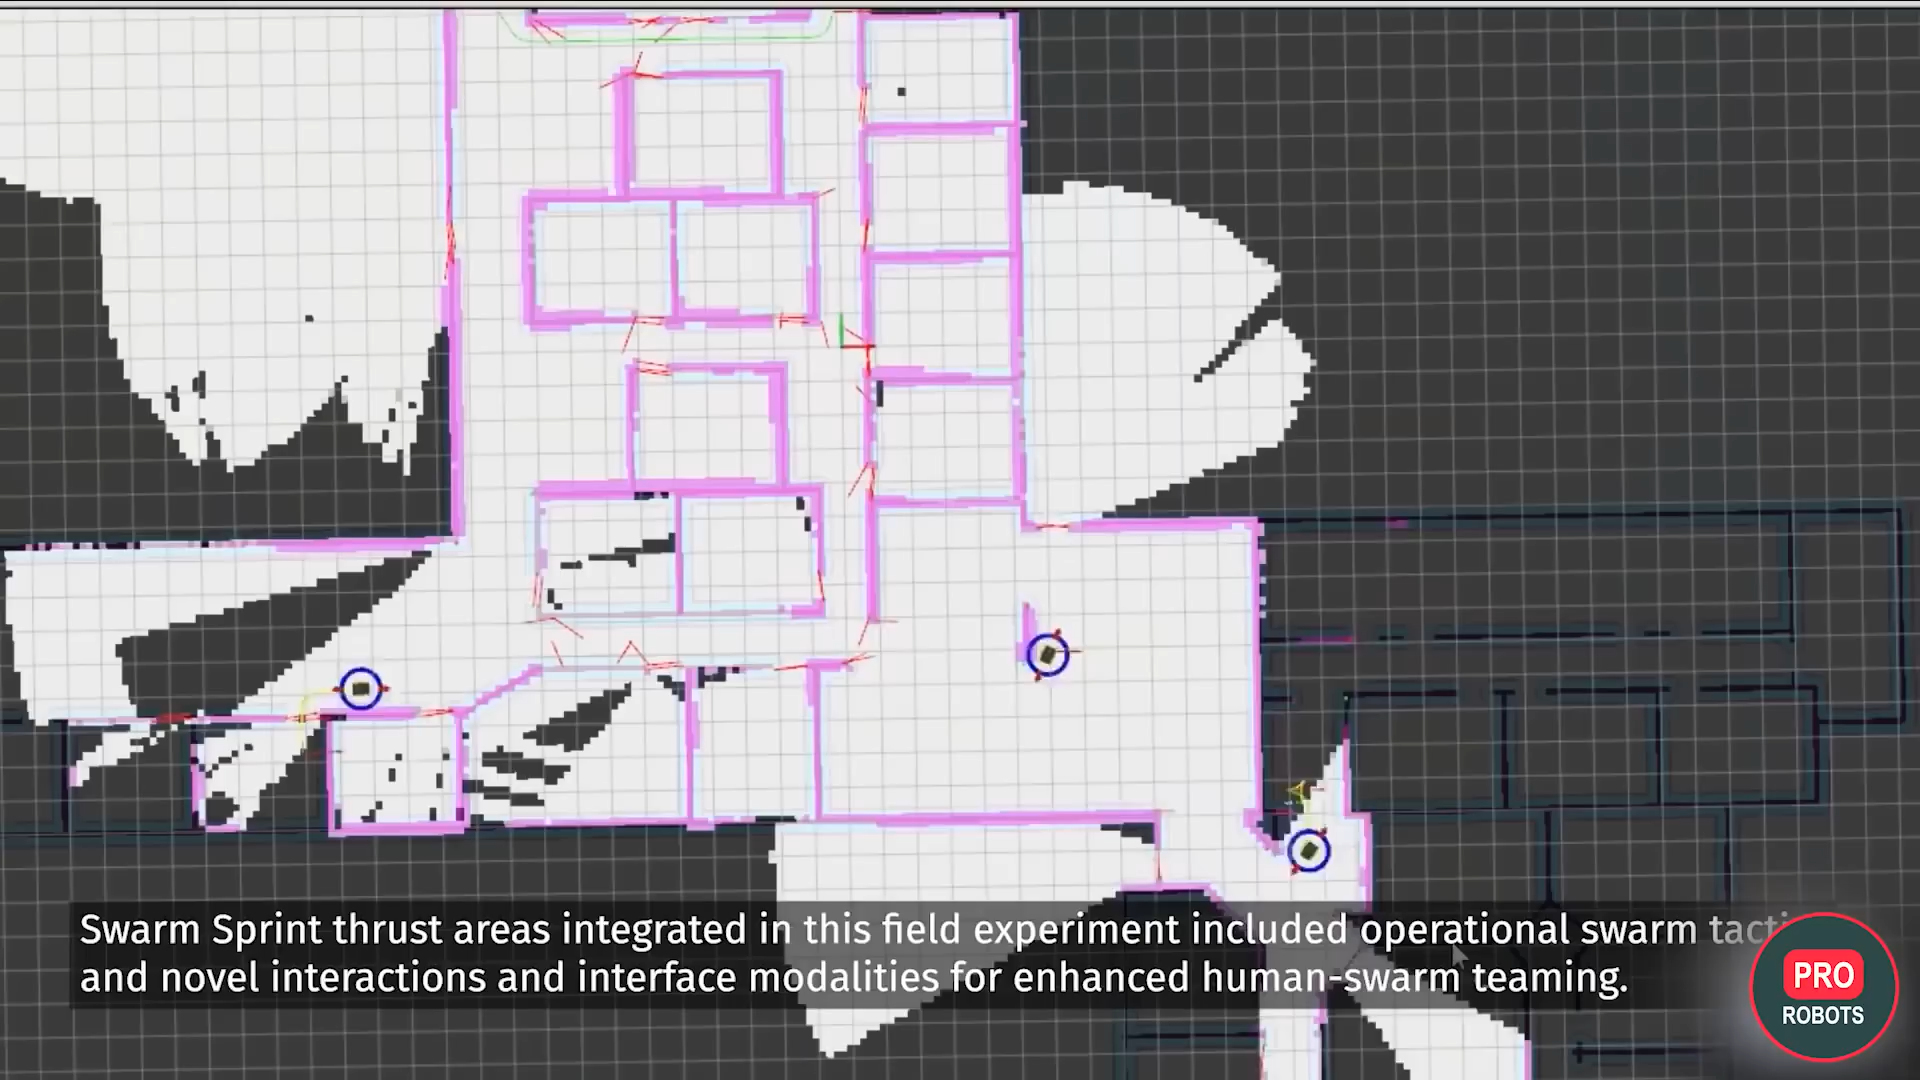 Swarm Sprint thrust areas integrated in this field experiment included operational swarm
and novel interactions and interface modalities for enhanced human-swarm teaming.
PRO
ROBOTS